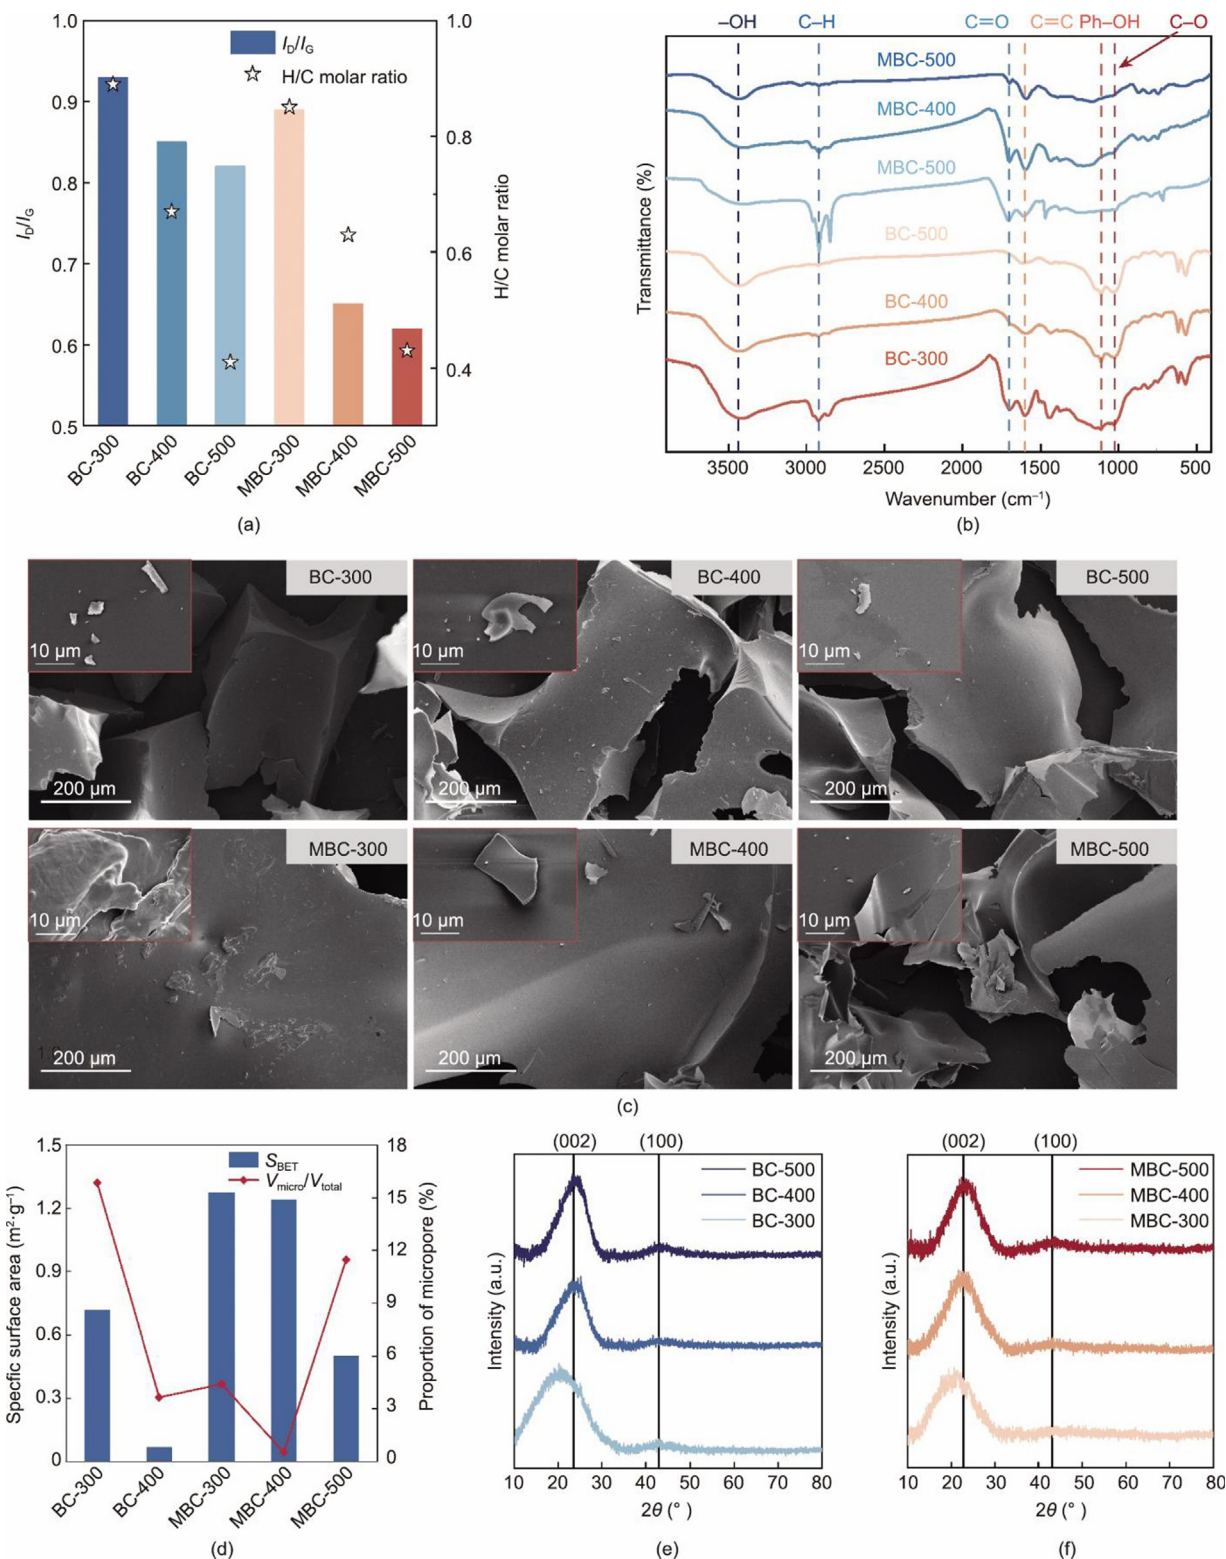 1.0
0.9
0.8
0.7
0.6
0.5
I_D/I_G
I_D/I_G
H/C molar ratio
1.0
0.8
0.6
0.4
H/C molar ratio
BC-300
BC-400
BC-500
MBC-300
MBC-400
MBC-500
(a)
–OH
C–H
C=O
C=C
Ph–OH
C–O
MBC-500
MBC-400
MBC-500
BC-500
BC-400
BC-300
Transmittance (%)
3500 3000 2500 2000 1500 1000 500
Wavenumber (cm⁻¹)
(b)
BC-300
10 μm
200 μm
BC-400
10 μm
200 μm
BC-500
10 μm
200 μm
MBC-300
10 μm
200 μm
MBC-400
10 μm
200 μm
MBC-500
10 μm
200 μm
(c)
1.5
1.2
0.9
0.6
0.3
0
Specfic surface area (m²·g⁻¹)
S_BET
V_micro/V_total
18
15
12
9
6
3
0
Proportion of micropore (%)
BC-300
BC-400
MBC-300
MBC-400
MBC-500
(d)
(002) (100)
BC-500
BC-400
BC-300
Intensity (a.u.)
10 20 30 40 50 60 70 80
2θ (° )
(e)
(002) (100)
MBC-500
MBC-400
MBC-300
Intensity (a.u.)
10 20 30 40 50 60 70 80
2θ (° )
(f)